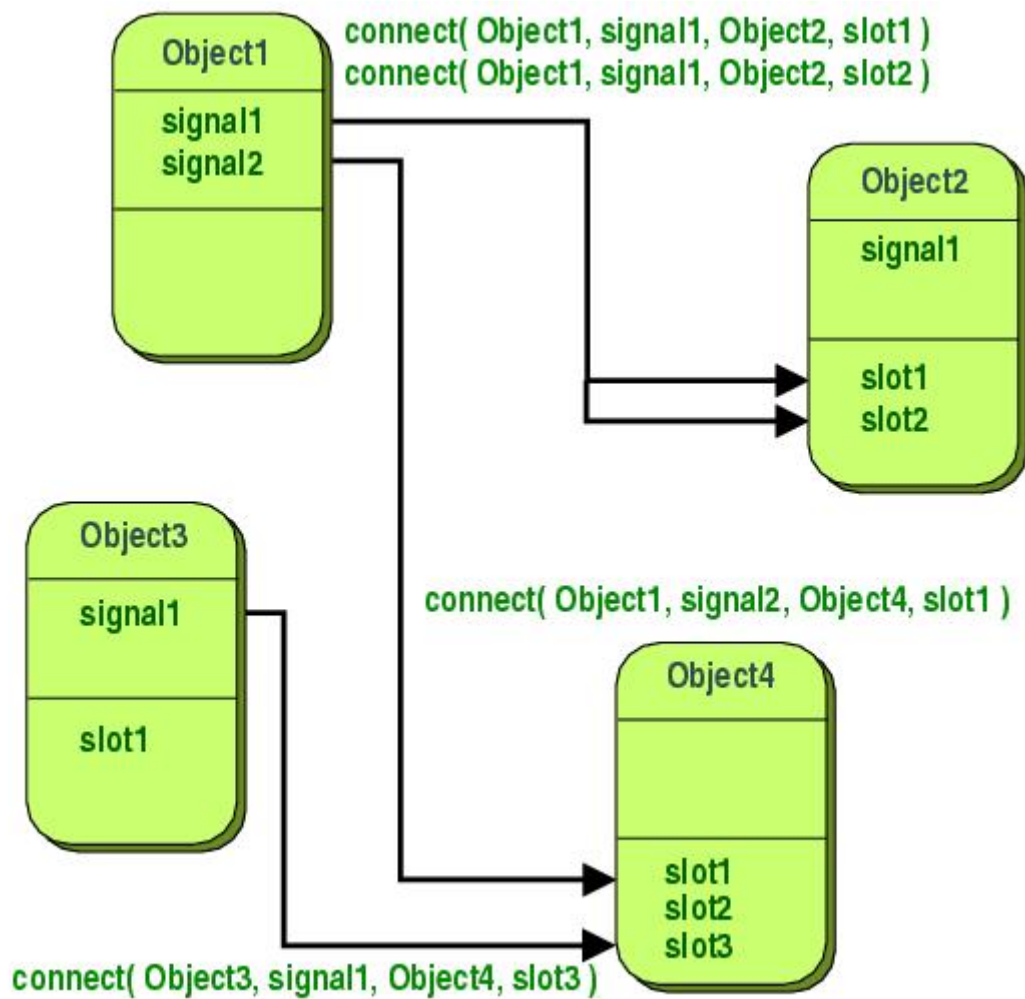 Object1
signal1
signal2
connect( Object1, signal1, Object2, slot1 )
connect( Object1, signal1, Object2, slot2 )
Object2
signal1
slot1
slot2
Object3
signal1
slot1
connect( Object1, signal2, Object4, slot1 )
Object4
slot1
slot2
slot3
connect( Object3, signal1, Object4, slot3 )